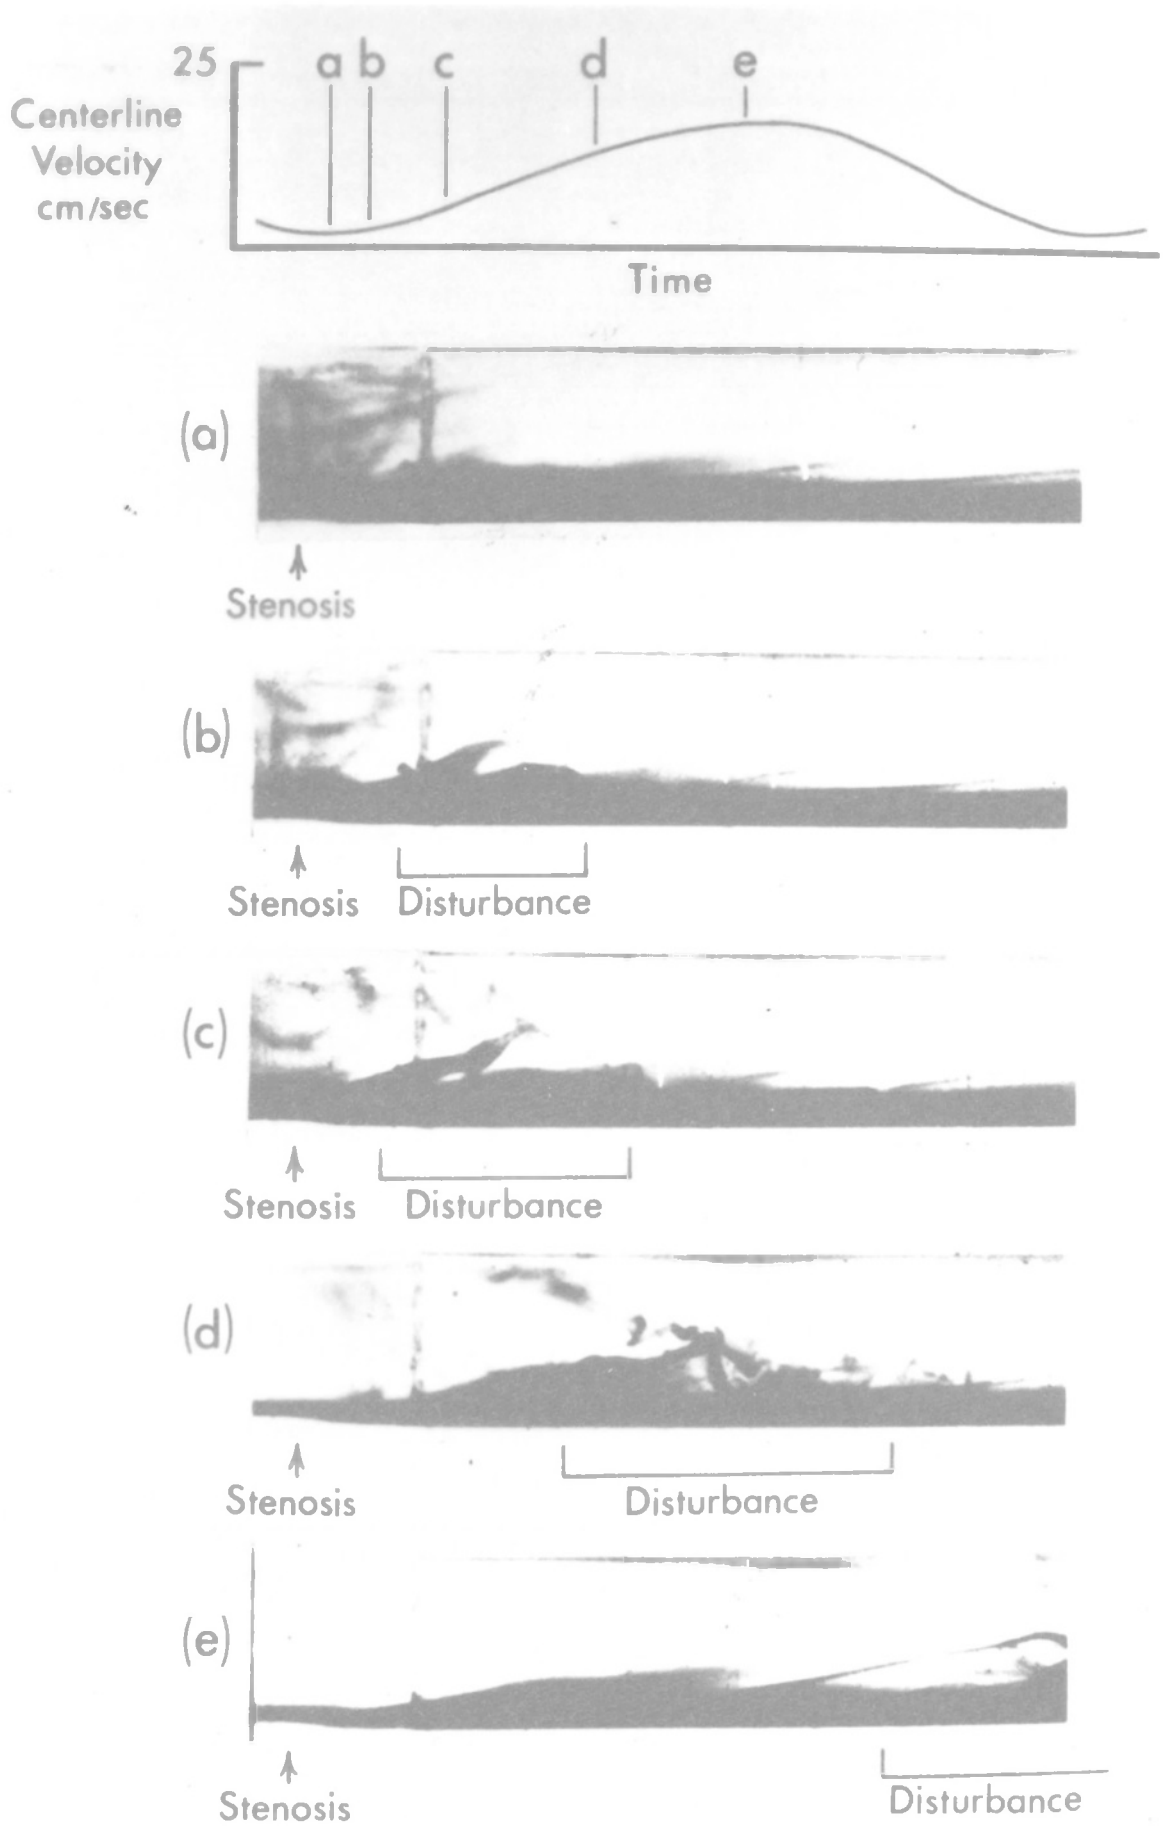 25
a b c d e
Centerline
Velocity
cm/sec
Time
(a)
Stenosis
(b)
Stenosis Disturbance
(c)
Stenosis Disturbance
(d)
Stenosis Disturbance
(e)
Stenosis Disturbance